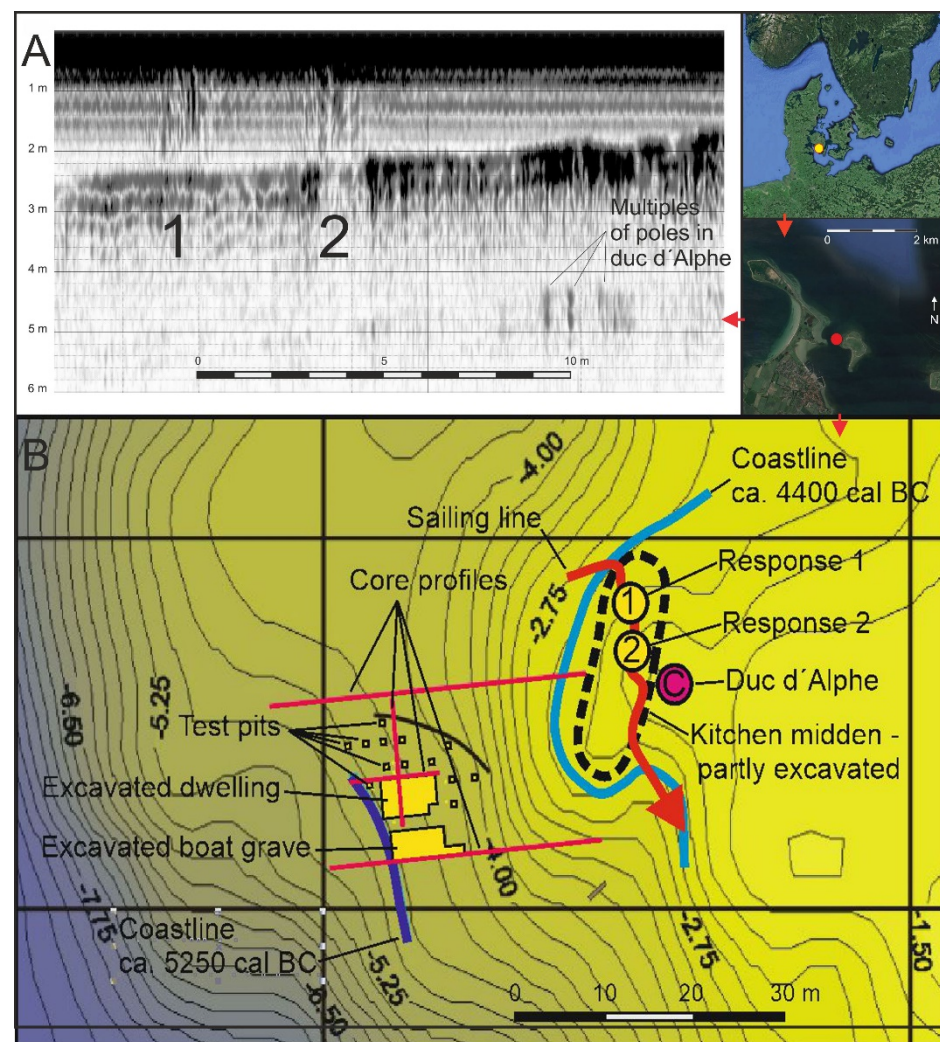 A
1 m
2 m
3 m
4 m
5 m
6 m
1
2
Multiples
of poles in
duc d´Alphe
0 5 10 m
0 2 km
N
B
-4.00
Coastline
ca. 4400 cal BC
Sailing line
Core profiles
Response 1
1
-2.75
Response 2
2
-6.50
-5.25
C
Duc d´Alphe
Test pits
Kitchen midden -
partly excavated
Excavated dwelling
Excavated boat grave
-4.00
-7.75
Coastline
ca. 5250 cal BC
-5.25
-6.50
-2.75
-1.50
0 10 20 30 m